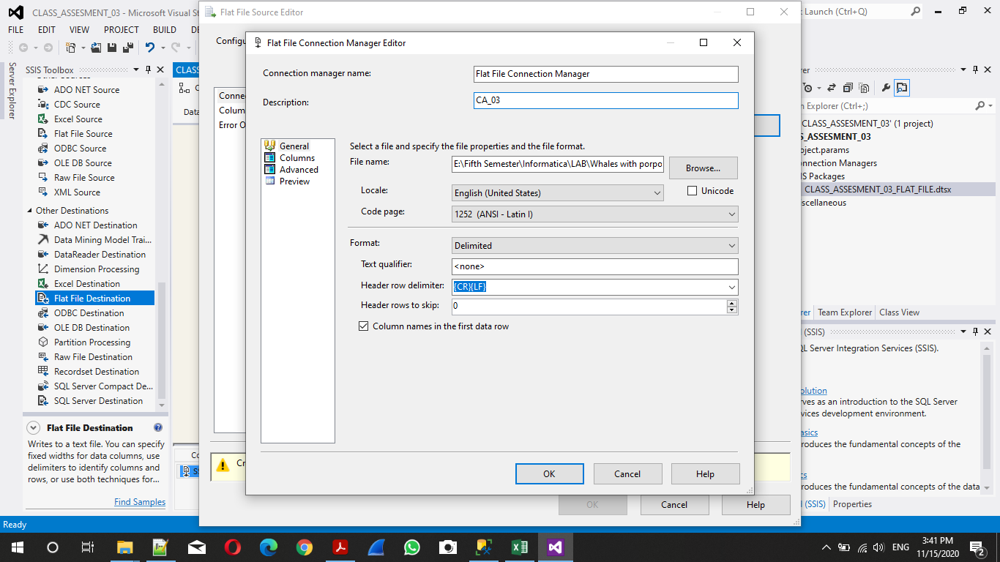 CLASS_ASSESMENT_03 - Microsoft Visual St
Flat File Source Editor
Launch (Ctrl+Q)
FILE EDIT VIEW PROJECT BUILD
Configu
Flat File Connection Manager Editor
Server Explorer
SSIS Toolbox
CLASS
rer
Connection manager name: Flat File Connection Manager
Description: CA_03
Explorer (Ctrl+;)
ADO NET Source
CDC Source
Excel Source
Flat File Source
ODBC Source
OLE DB Source
Raw File Source
XML Source
Other Destinations
ADO NET Destination
Data Mining Model Trai...
DataReader Destination
Dimension Processing
Excel Destination
Flat File Destination
ODBC Destination
OLE DB Destination
Partition Processing
Raw File Destination
Recordset Destination
SQL Server Compact De...
SQL Server Destination
Data
Connec
Colum
Error O
General
Columns
Advanced
Preview
Select a file and specify the file properties and the file format.
File name: E:\Fifth Semester\Informatica\LAB\Whales with porpo Browse...
Locale: English (United States) Unicode
Code page: 1252 (ANSI - Latin I)
Format: Delimited
Text qualifier: <none>
Header row delimiter: {CR}{LF}
Header rows to skip: 0
Column names in the first data row
OK Cancel Help
CLASS_ASSESMENT_03' (1 project)
S_ASSESMENT_03
ject.params
nnection Managers
IS Packages
CLASS_ASSESMENT_03_FLAT_FILE.dtsx
scellaneous
rer Team Explorer Class View
(SSIS)
QL Server Integration Services (SSIS).
olution
rves as an introduction to the SQL Server
vices development environment.
asics
roduces the fundamental concepts of the
cs
roduces the fundamental concepts of the data
(SSIS) Properties
Flat File Destination
Writes to a text file. You can specify
fixed widths for data columns, use
delimiters to identify columns and
rows, or use both techniques for...
Find Samples
Co
Cr
OK Cancel Help
Ready
ENG
3:41 PM
11/15/2020
2